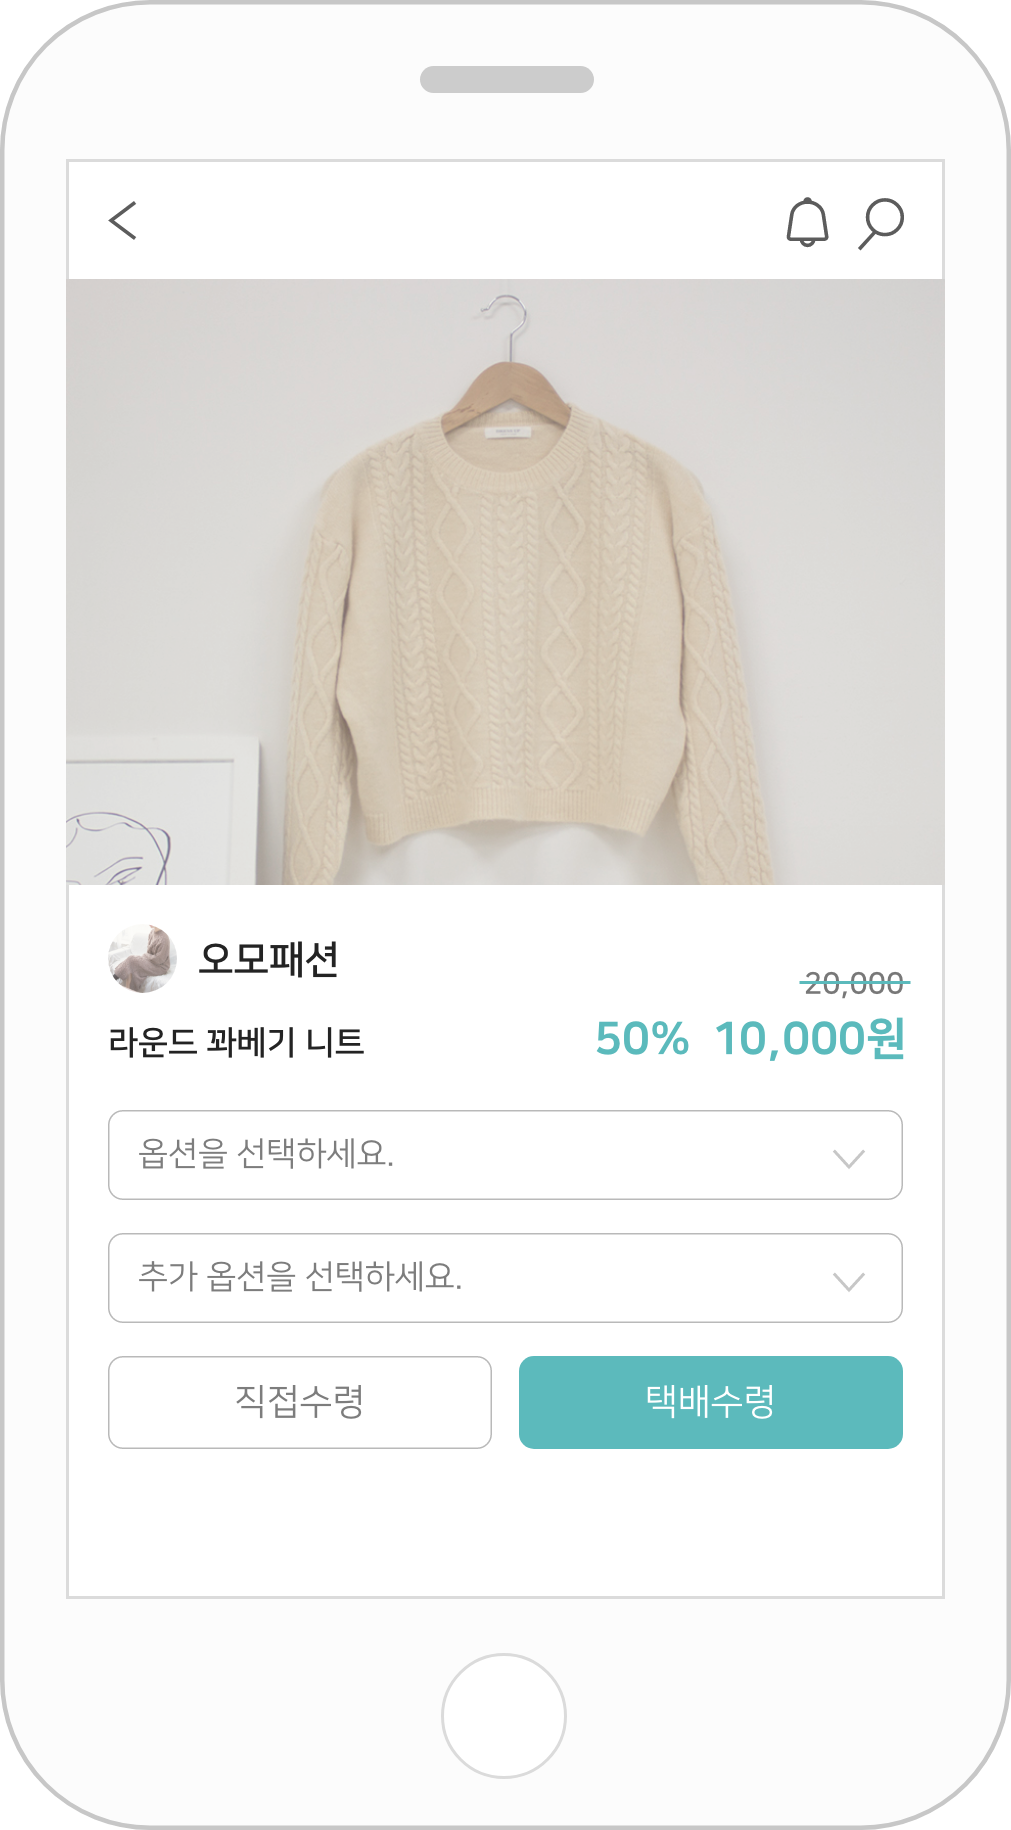 오모패션
20,000
라운드 꽈베기 니트
50% 10,000원
옵션을 선택하세요.
추가 옵션을 선택하세요.
직접수령
택배수령